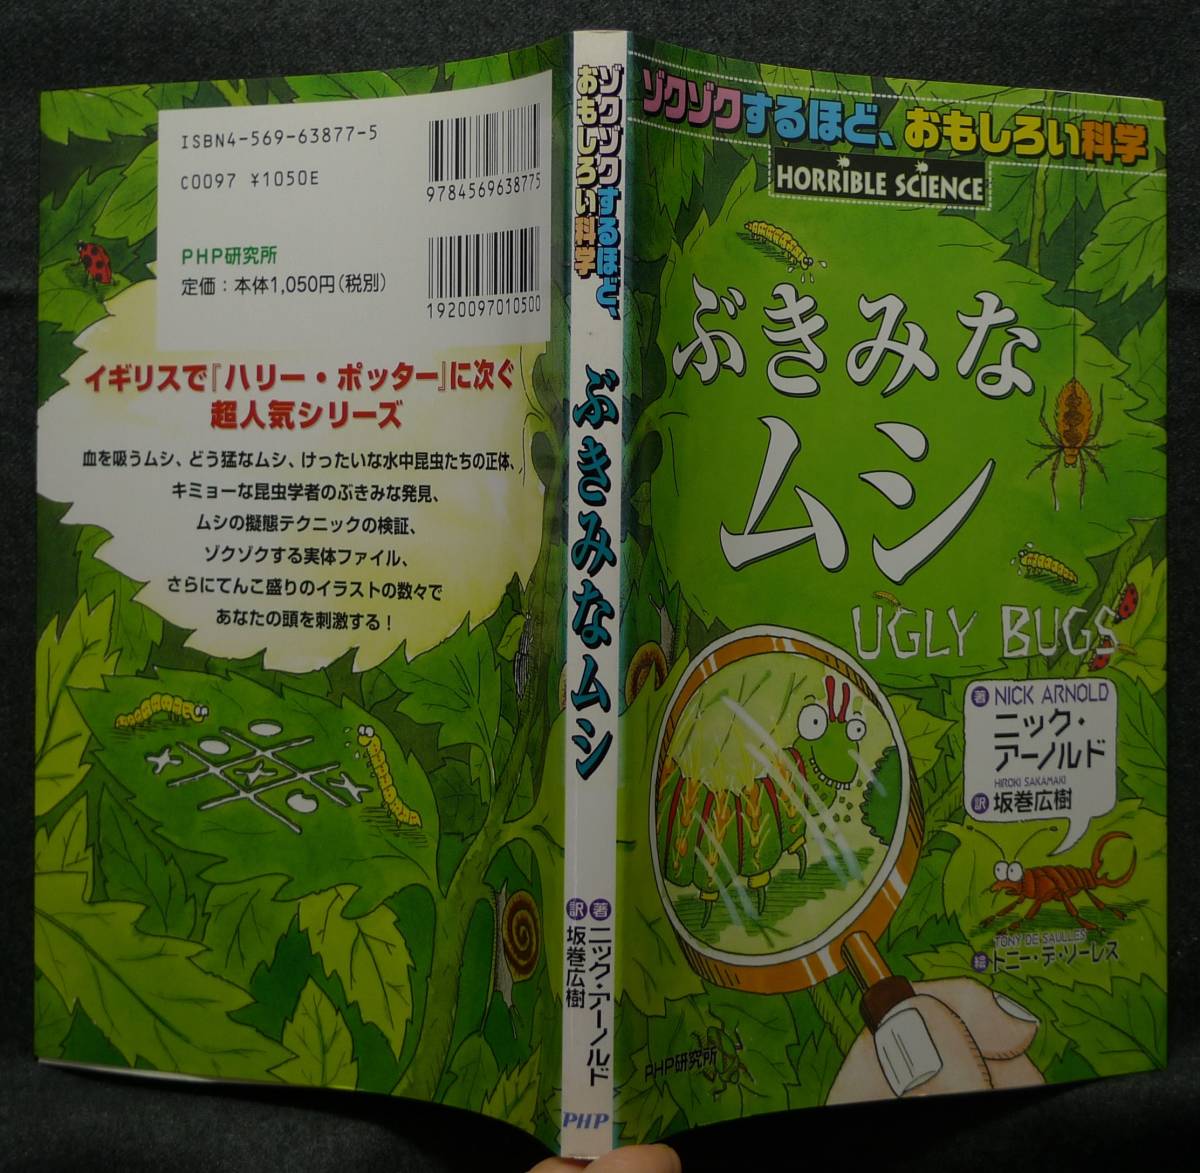 ISBN4-569-63877-5
C0097 ¥1050E
9784569638775
PHP研究所
定価：本体1,050円(税別)
1920097010500
イギリスで『ハリー・ポッター』に次ぐ
超人気シリーズ
血を吸うムシ、どう猛なムシ、けったいな水中昆虫たちの正体、
キミョーな昆虫学者のぶきみな発見、
ムシの擬態テクニックの検証、
ゾクゾクする実体ファイル、
さらにてんこ盛りのイラストの数々で
あなたの頭を刺激する！
ゾクゾクするほど、
おもしろい科学
ぶきみなムシ
著 ニック・アーノルド
訳 坂巻広樹
PHP
ゾクゾクするほど、おもしろい科学
HORRIBLE SCIENCE
ぶきみな
ムシ
UGLY BUGS
著 NICK ARNOLD
ニック・
アーノルド
HIROKI SAKAMAKI
訳 坂巻広樹
TONY DE SAULLES
絵 トニー・デ・ソーレス
PHP研究所